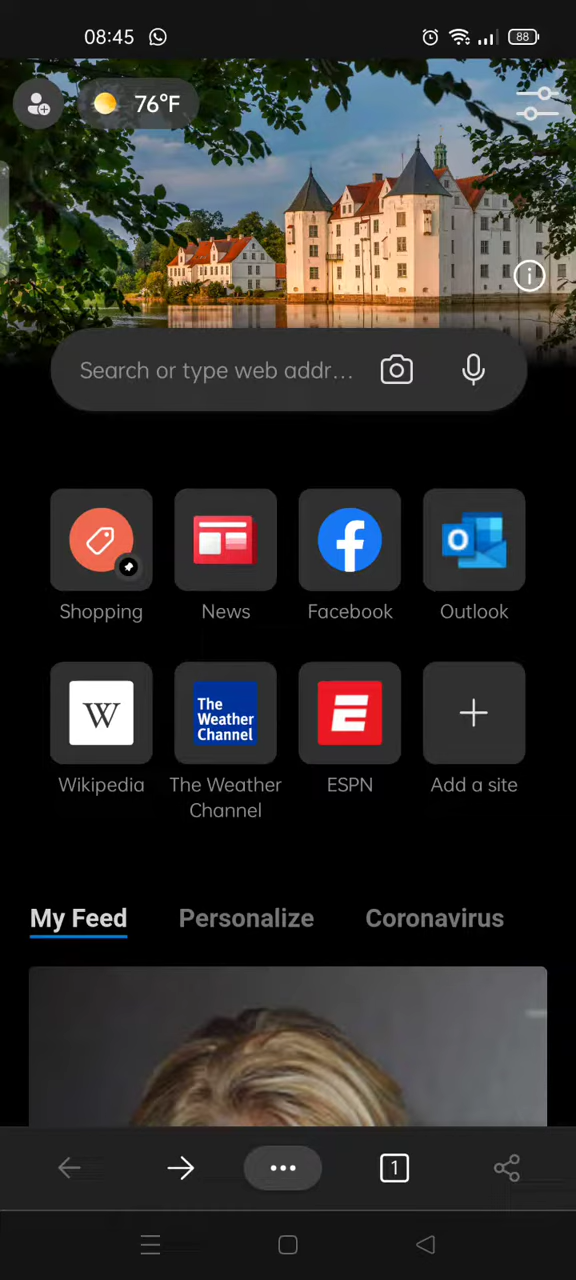 08:45
88
76°F
Search or type web addr...
Shopping
News
Facebook
Outlook
W
The
Weather
Channel
Wikipedia
The Weather
Channel
ESPN
Add a site
My Feed
Personalize
Coronavirus
1